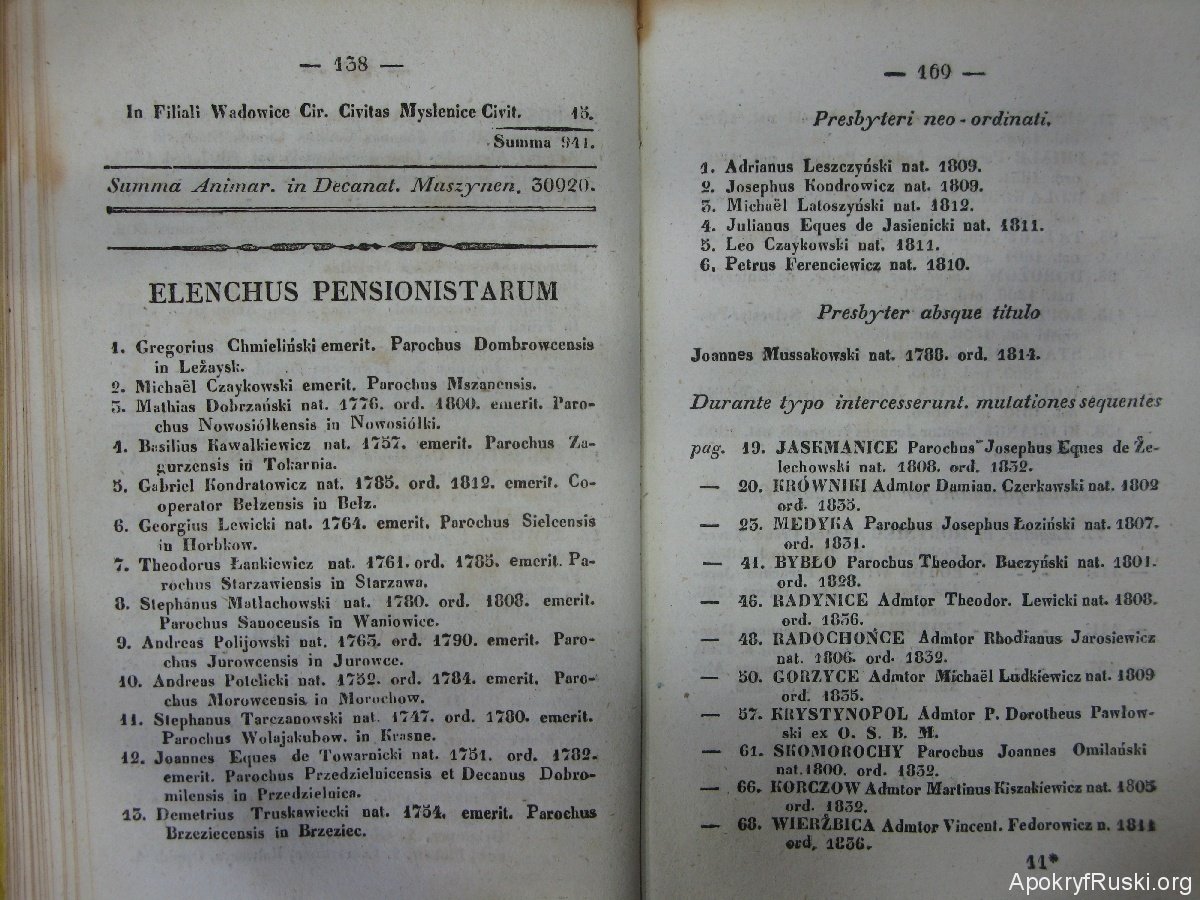 — 138 —
In Filiali Wadowice Cir. Civitas Myslenice Civit. 15.
Summa 941.
Summa Animar. in Decanat. Muszynen. 30920.
ELENCHUS PENSIONISTARUM
1. Gregorius Chmieliński emerit. Parochus Dombrowcensis
in Leżaysk.
2. Michaël Czaykowski emerit. Parochus Mszanensis.
3. Mathias Dobrzański nat. 1776. ord. 1800. emerit. Paro-
chus Nowosiólkensis in Nowosiólki.
4. Basilius Kawalkiewicz nat. 1757. emerit. Parochus Za-
gurzensis in Tokarnia.
5. Gabriel Kondratowicz nat. 1785. ord. 1812. emerit. Co-
operator Bełzensis in Bełz.
6. Georgius Lewicki nat. 1764. emerit. Parochus Sielcensis
in Horbkow.
7. Theodorus Łankiewicz nat. 1761. ord. 1785. emerit. Pa-
rochus Starzawiensis in Starzawa.
8. Stephanus Matlachowski nat. 1780. ord. 1808. emerit.
Parochus Sanocensis in Waniowice.
9. Andreas Polijowski nat. 1765. ord. 1790. emerit. Paro-
chus Jurowcensis in Jurowce.
10. Andreas Potelicki nat. 1752. ord. 1784. emerit. Paro-
chus Morowcensis in Morochow.
11. Stephanus Tarczanowski nat. 1747. ord. 1780. emerit.
Parochus Wolajakubow. in Krasne.
12. Joannes Eques de Towarnicki nat. 1751. ord. 1782.
emerit. Parochus Przedzielnicensis et Decanus Dobro-
milensis in Przedzielnica.
13. Demetrius Truskawiecki nat. 1754. emerit. Parochus
Brzeziecensis in Brzeziec.
— 169 —
Presbyteri neo-ordinati.
1. Adrianus Leszczyński nat. 1809.
2. Josephus Kondrowicz nat. 1809.
3. Michaël Latoszyński nat. 1812.
4. Julianus Eques de Jasienicki nat. 1811.
5. Leo Czaykowski nat. 1811.
6. Petrus Ferenciewicz nat. 1810.
Presbyter absque titulo
Joannes Mussakowski nat. 1788. ord. 1814.
Durante typo intercesserunt. mutationes sequentes
pag. 19. JASKMANICE Parochus Josephus Eques de Że-
lechowski nat. 1808. ord. 1832.
— 20. KRÓWNIKI Admtor Damian. Czerkawski nat. 1802
ord. 1835.
— 23. MEDYKA Parochus Josephus Łoziński nat. 1807.
ord. 1831.
— 41. BYBŁO Parochus Theodor. Buczyński nat. 1801.
ord. 1828.
— 46. RADYNICE Admtor Theodor. Lewicki nat. 1808.
ord. 1836.
— 48. RADOCHOŃCE Admtor Rhodianus Jarosiewicz
nat. 1806. ord. 1832.
— 50. GORZYCE Admtor Michaël Ludkiewicz nat. 1809
ord. 1835.
— 57. KRYSTYNOPOL Admtor P. Dorotheus Pawłow-
ski ex O. S. B. M.
— 61. SKOMOROCHY Parochus Joannes Omilański
nat. 1800. ord. 1832.
— 66. KORCZOW Admtor Martinus Kiszakiewicz nat. 1805
ord. 1832.
— 68. WIERŹBICA Admtor Vincent. Fedorowicz n. 1811
ord. 1836.
11*
ApokryfRuski.org